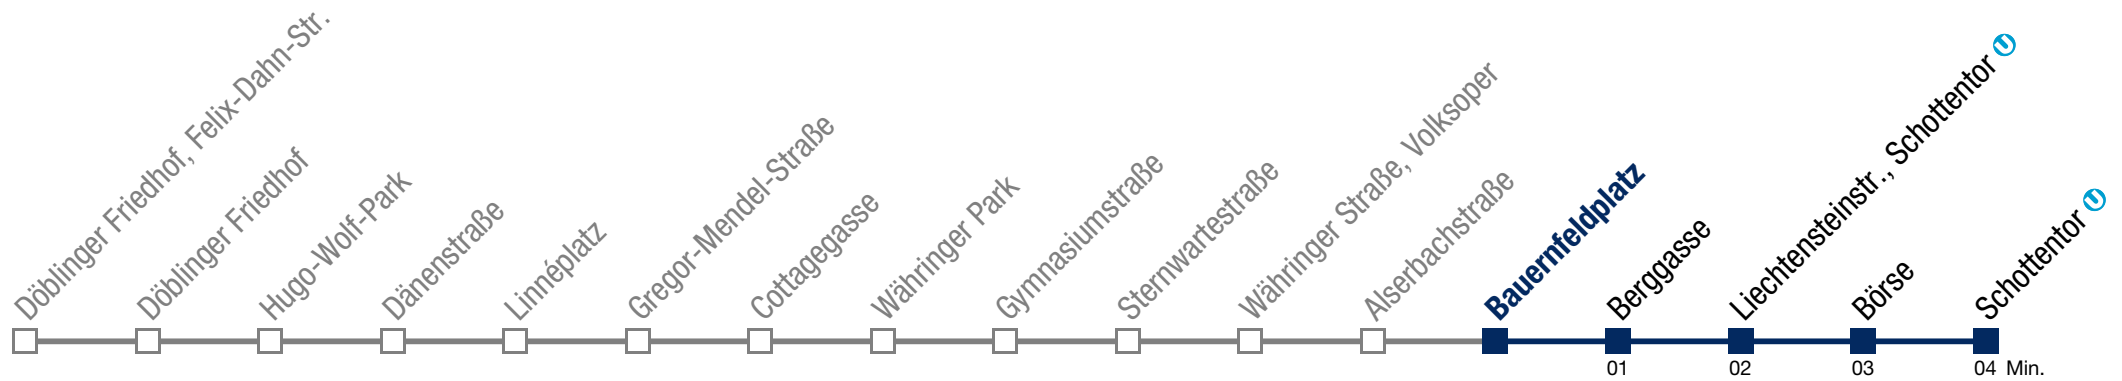 Döblinger Friedhof, Felix-Dahn-Str.
Döblinger Friedhof
Hugo-Wolf-Park
Dänenstraße
Linnéplatz
Gregor-Mendel-Straße
Cottagegasse
Währinger Park
Gymnasiumstraße
Sternwartestraße
Währinger Straße, Volksoper
Alserbachstraße
Bauernfeldplatz
Berggasse
Liechtensteinstr., Schottentor U
Börse
Schottentor U
01 02 03 04 Min.